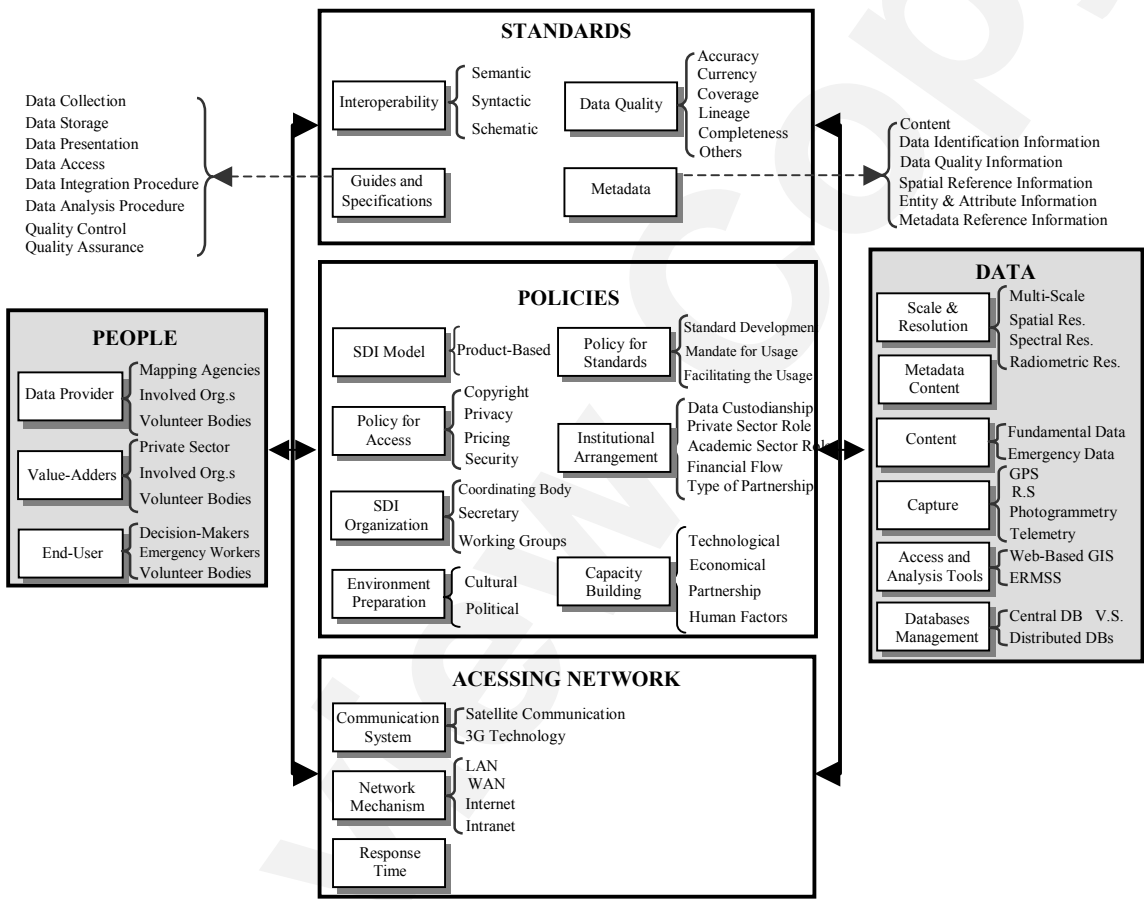 STANDARDS
Interoperability
Semantic
Syntactic
Schematic
Data Quality
Accuracy
Currency
Coverage
Lineage
Completeness
Others
Guides and
Specifications
Metadata
Data Collection
Data Storage
Data Presentation
Data Access
Data Integration Procedure
Data Analysis Procedure
Quality Control
Quality Assurance
Content
Data Identification Information
Data Quality Information
Spatial Reference Information
Entity & Attribute Information
Metadata Reference Information
PEOPLE
Data Provider
Mapping Agencies
Involved Org.s
Volunteer Bodies
Value-Adders
Private Sector
Involved Org.s
Volunteer Bodies
End-User
Decision-Makers
Emergency Workers
Volunteer Bodies
POLICIES
SDI Model
Product-Based
Policy for
Standards
Standard Development
Mandate for Usage
Facilitating the Usage
Policy for
Access
Copyright
Privacy
Pricing
Security
Institutional
Arrangement
Data Custodianship
Private Sector Role
Academic Sector Role
Financial Flow
Type of Partnership
SDI
Organization
Coordinating Body
Secretary
Working Groups
Environment
Preparation
Cultural
Political
Capacity
Building
Technological
Economical
Partnership
Human Factors
DATA
Scale &
Resolution
Multi-Scale
Spatial Res.
Spectral Res.
Radiometric Res.
Metadata
Content
Content
Fundamental Data
Emergency Data
Capture
GPS
R.S
Photogrammetry
Telemetry
Access and
Analysis Tools
Web-Based GIS
ERMSS
Databases
Management
Central DB V.S.
Distributed DBs
ACESSING NETWORK
Communication
System
Satellite Communication
3G Technology
Network
Mechanism
LAN
WAN
Internet
Intranet
Response
Time